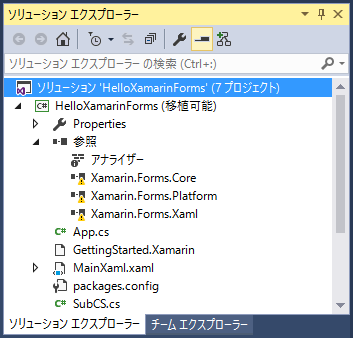 ソリューション エクスプローラー
ソリューション エクスプローラー の検索 (Ctrl+:)
ソリューション 'HelloXamarinForms' (7 プロジェクト)
C# HelloXamarinForms (移植可能)
Properties
参照
アナライザー
Xamarin.Forms.Core
Xamarin.Forms.Platform
Xamarin.Forms.Xaml
C# App.cs
GettingStarted.Xamarin
MainXaml.xaml
packages.config
C# SubCS.cs
ソリューション エクスプローラー チーム エクスプローラー